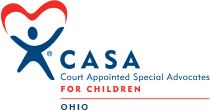 ® CASA
Court Appointed Special Advocates
FOR CHILDREN
OHIO